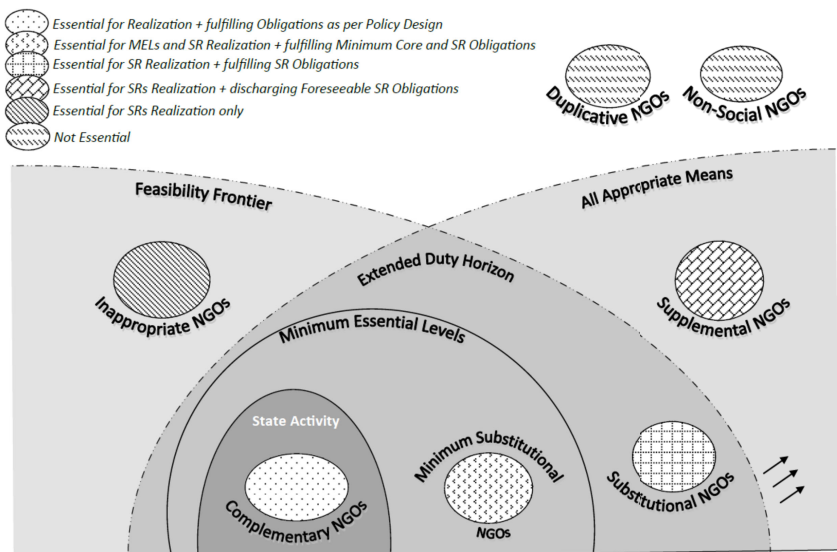 Essential for Realization + fulfilling Obligations as per Policy Design
Essential for MELs and SR Realization + fulfilling Minimum Core and SR Obligations
Essential for SR Realization + fulfilling SR Obligations
Essential for SRs Realization + discharging Foreseeable SR Obligations
Essential for SRs Realization only
Not Essential
Duplicative NGOs
Non-Social NGOs
Feasibility Frontier
All Appropriate Means
Extended Duty Horizon
Inappropriate NGOs
Supplemental NGOs
Minimum Essential Levels
State Activity
Complementary NGOs
Minimum Substitutional
NGOs
Substitutional NGOs